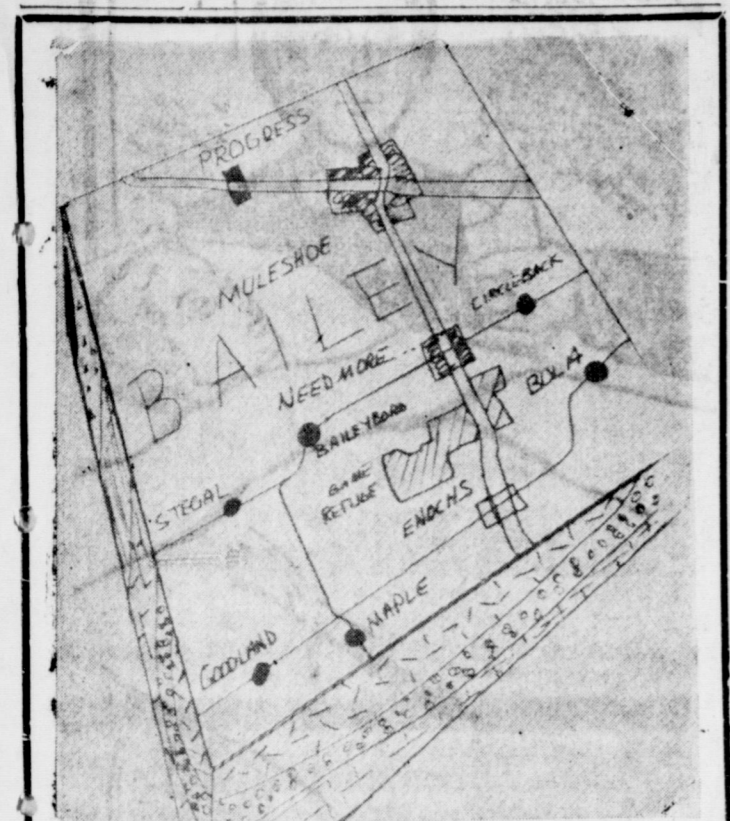 PROGRESS
MULESHOE
BAILEY
CIRCLEBACK
NEEDMORE
BULA
BAILEYBORO
GAME
REFUGE
STEGAL
ENOCHS
MAPLE
GOODLAND